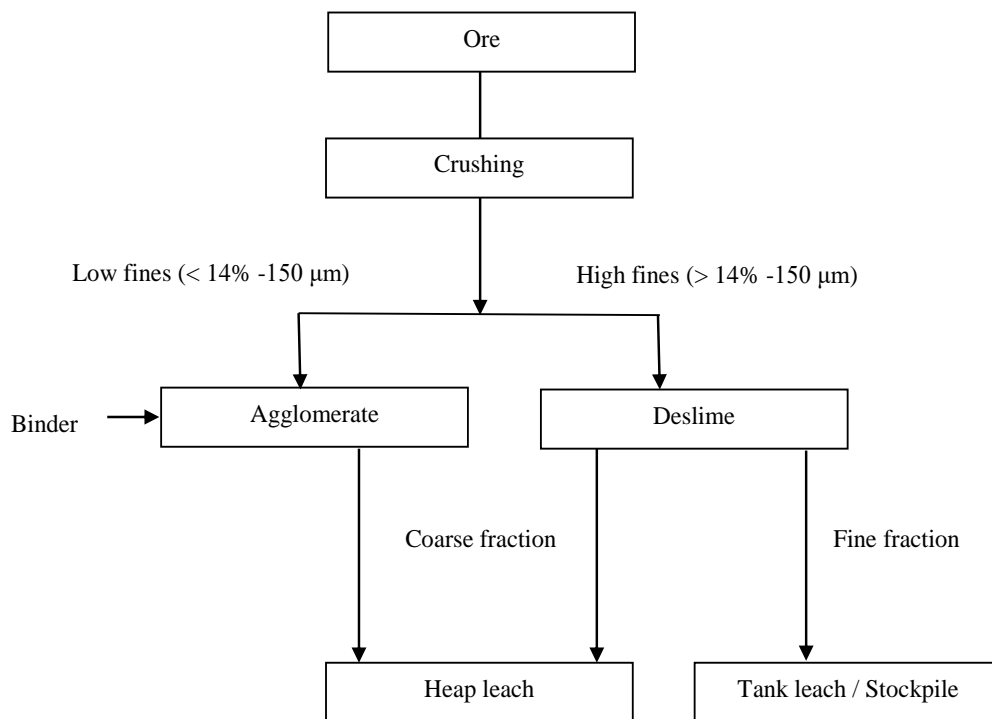 Ore
Crushing
Low fines (< 14% -150 μm)
High fines (> 14% -150 μm)
Agglomerate
Deslime
Binder
Coarse fraction
Fine fraction
Heap leach
Tank leach / Stockpile